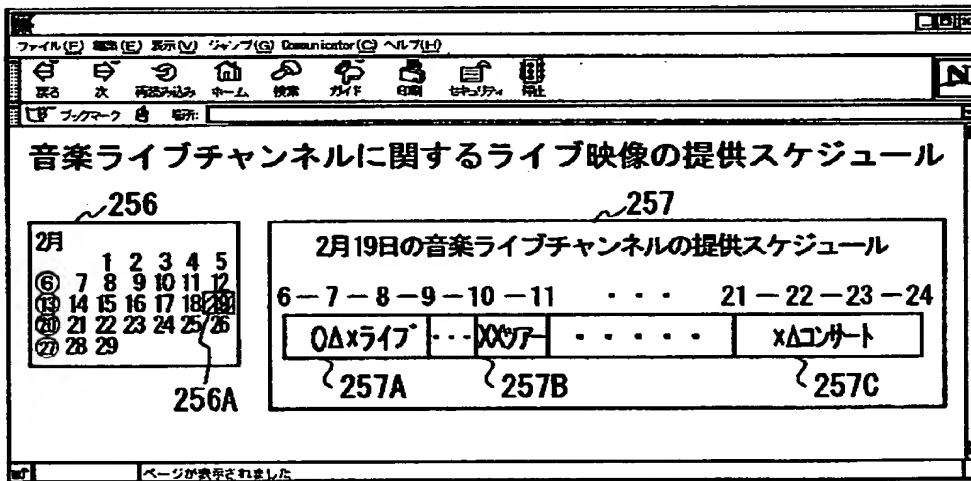 ファイル(F) 編集(E) 表示(V) ジャンプ(G) Communicator(C) ヘルプ(H)
戻る 次 再読み込み ホーム 検索 ガイド 印刷 セキュリティ 停止
N
ブックマーク 場所:
音楽ライブチャンネルに関するライブ映像の提供スケジュール
256
2月
1 2 3 4 5
6 7 8 9 10 11 12
13 14 15 16 17 18 19
20 21 22 23 24 25 26
27 28 29
256A
257
2月19日の音楽ライブチャンネルの提供スケジュール
6-7-8-9-10-11 ・・・ 21-22-23-24
○△×ライブ ・・・ XXツアー ・・・・・ ×△コンサート
257A 257B 257C
ページが表示されました